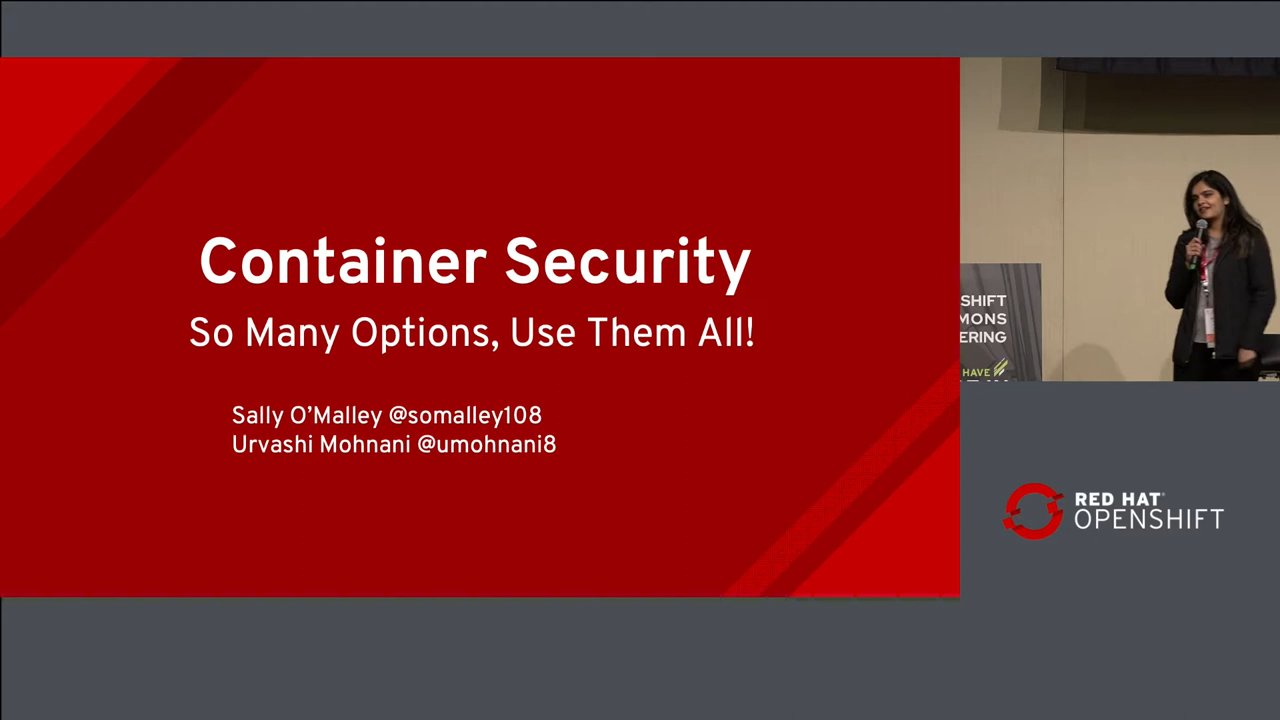 Container Security
So Many Options, Use Them All!
Sally O'Malley @somalley108
Urvashi Mohnani @umohnani8
SHIFT
MONS
ERING
HAVE
RED HAT®
OPENSHIFT